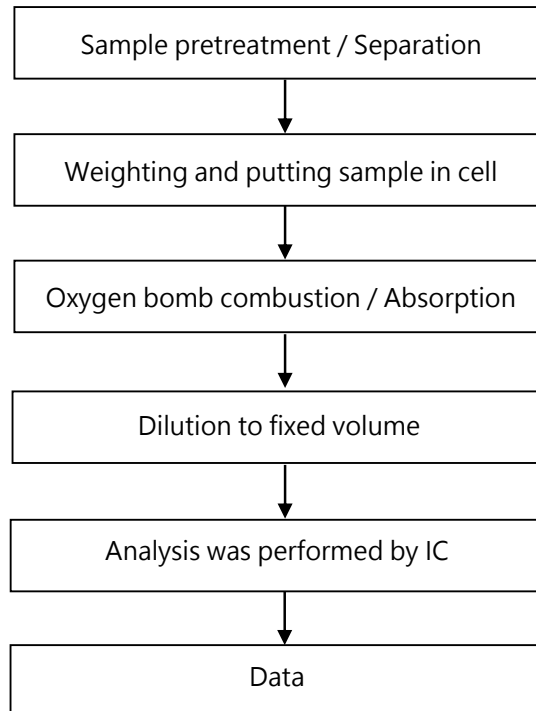 Sample pretreatment / Separation
Weighting and putting sample in cell
Oxygen bomb combustion / Absorption
Dilution to fixed volume
Analysis was performed by IC
Data